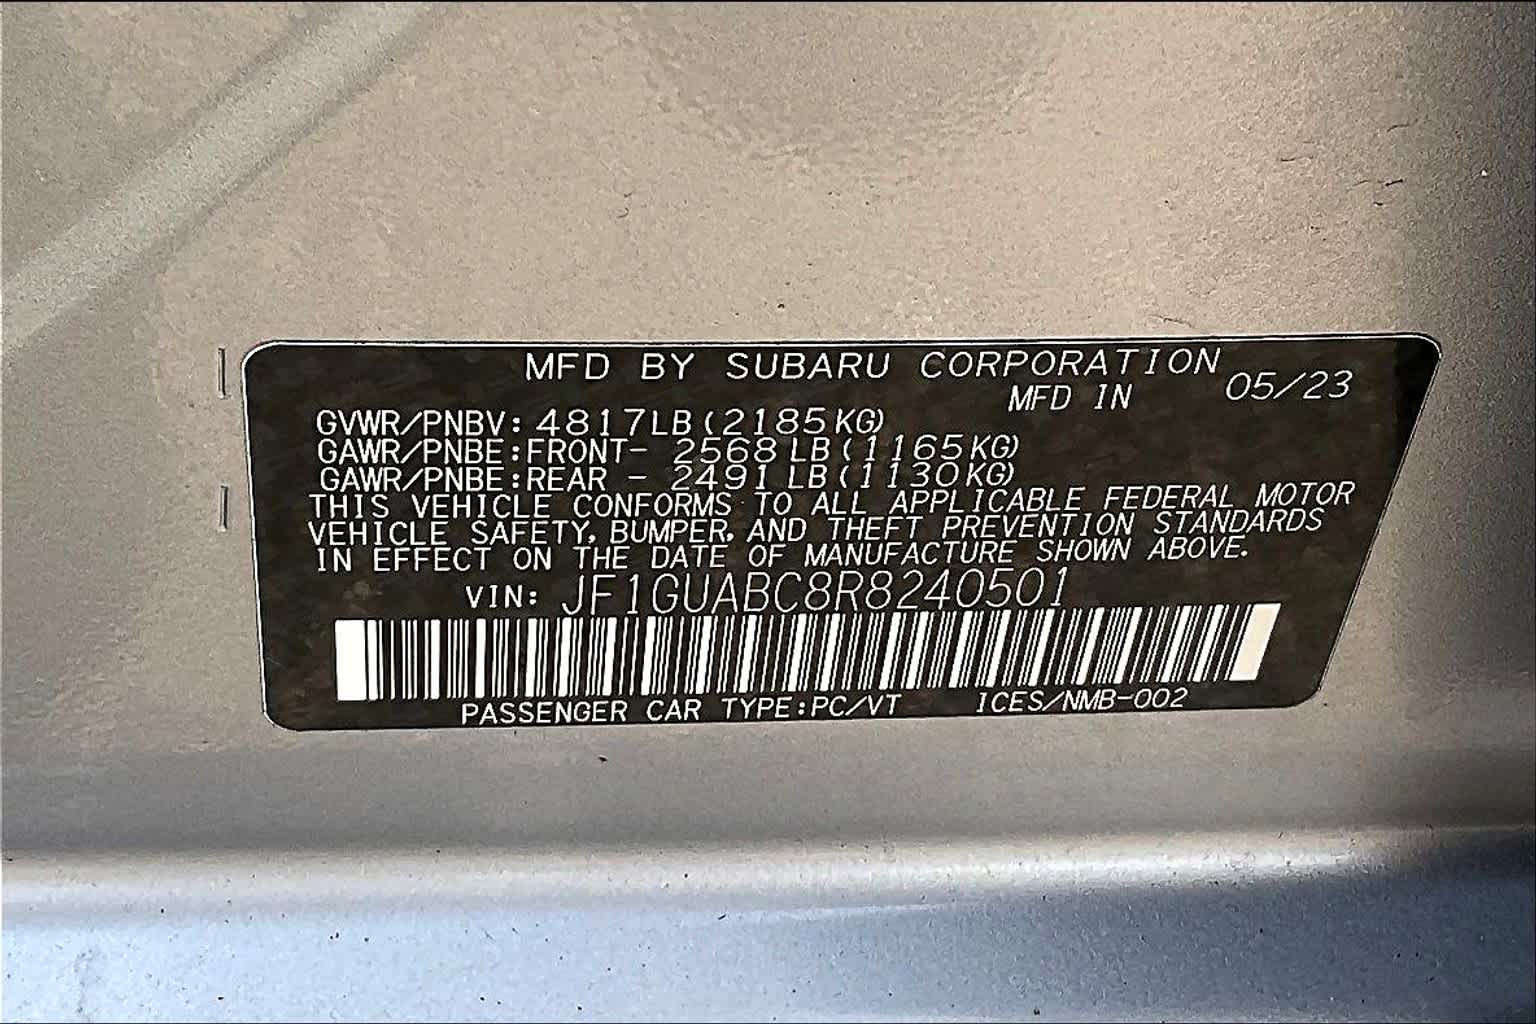 MFD BY SUBARU CORPORATION
MFD IN 05/23
GVWR/PNBV: 4817LB (2185KG)
GAWR/PNBE:FRONT- 2568LB (1165KG)
GAWR/PNBE:REAR - 2491LB (1130KG)
THIS VEHICLE CONFORMS TO ALL APPLICABLE FEDERAL MOTOR
VEHICLE SAFETY, BUMPER, AND THEFT PREVENTION STANDARDS
IN EFFECT ON THE DATE OF MANUFACTURE SHOWN ABOVE.
VIN: JF1GUABC8R8240501
PASSENGER CAR TYPE:PC/VT ICES/NMB-002